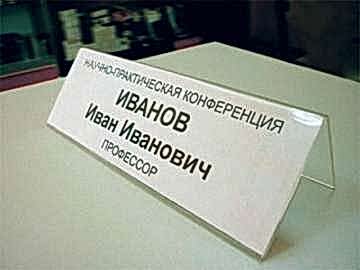 НАУЧНО-ПРАКТИЧЕСКАЯ КОНФЕРЕНЦИЯ
ИВАНОВ
Иван Иванович
ПРОФЕССОР